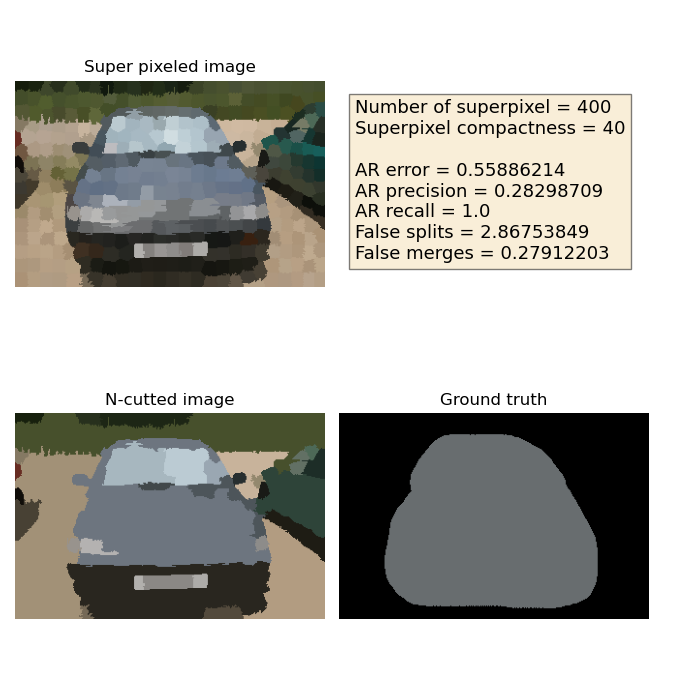 Super pixeled image
Number of superpixel = 400
Superpixel compactness = 40
AR error = 0.55886214
AR precision = 0.28298709
AR recall = 1.0
False splits = 2.86753849
False merges = 0.27912203
N-cutted image
Ground truth